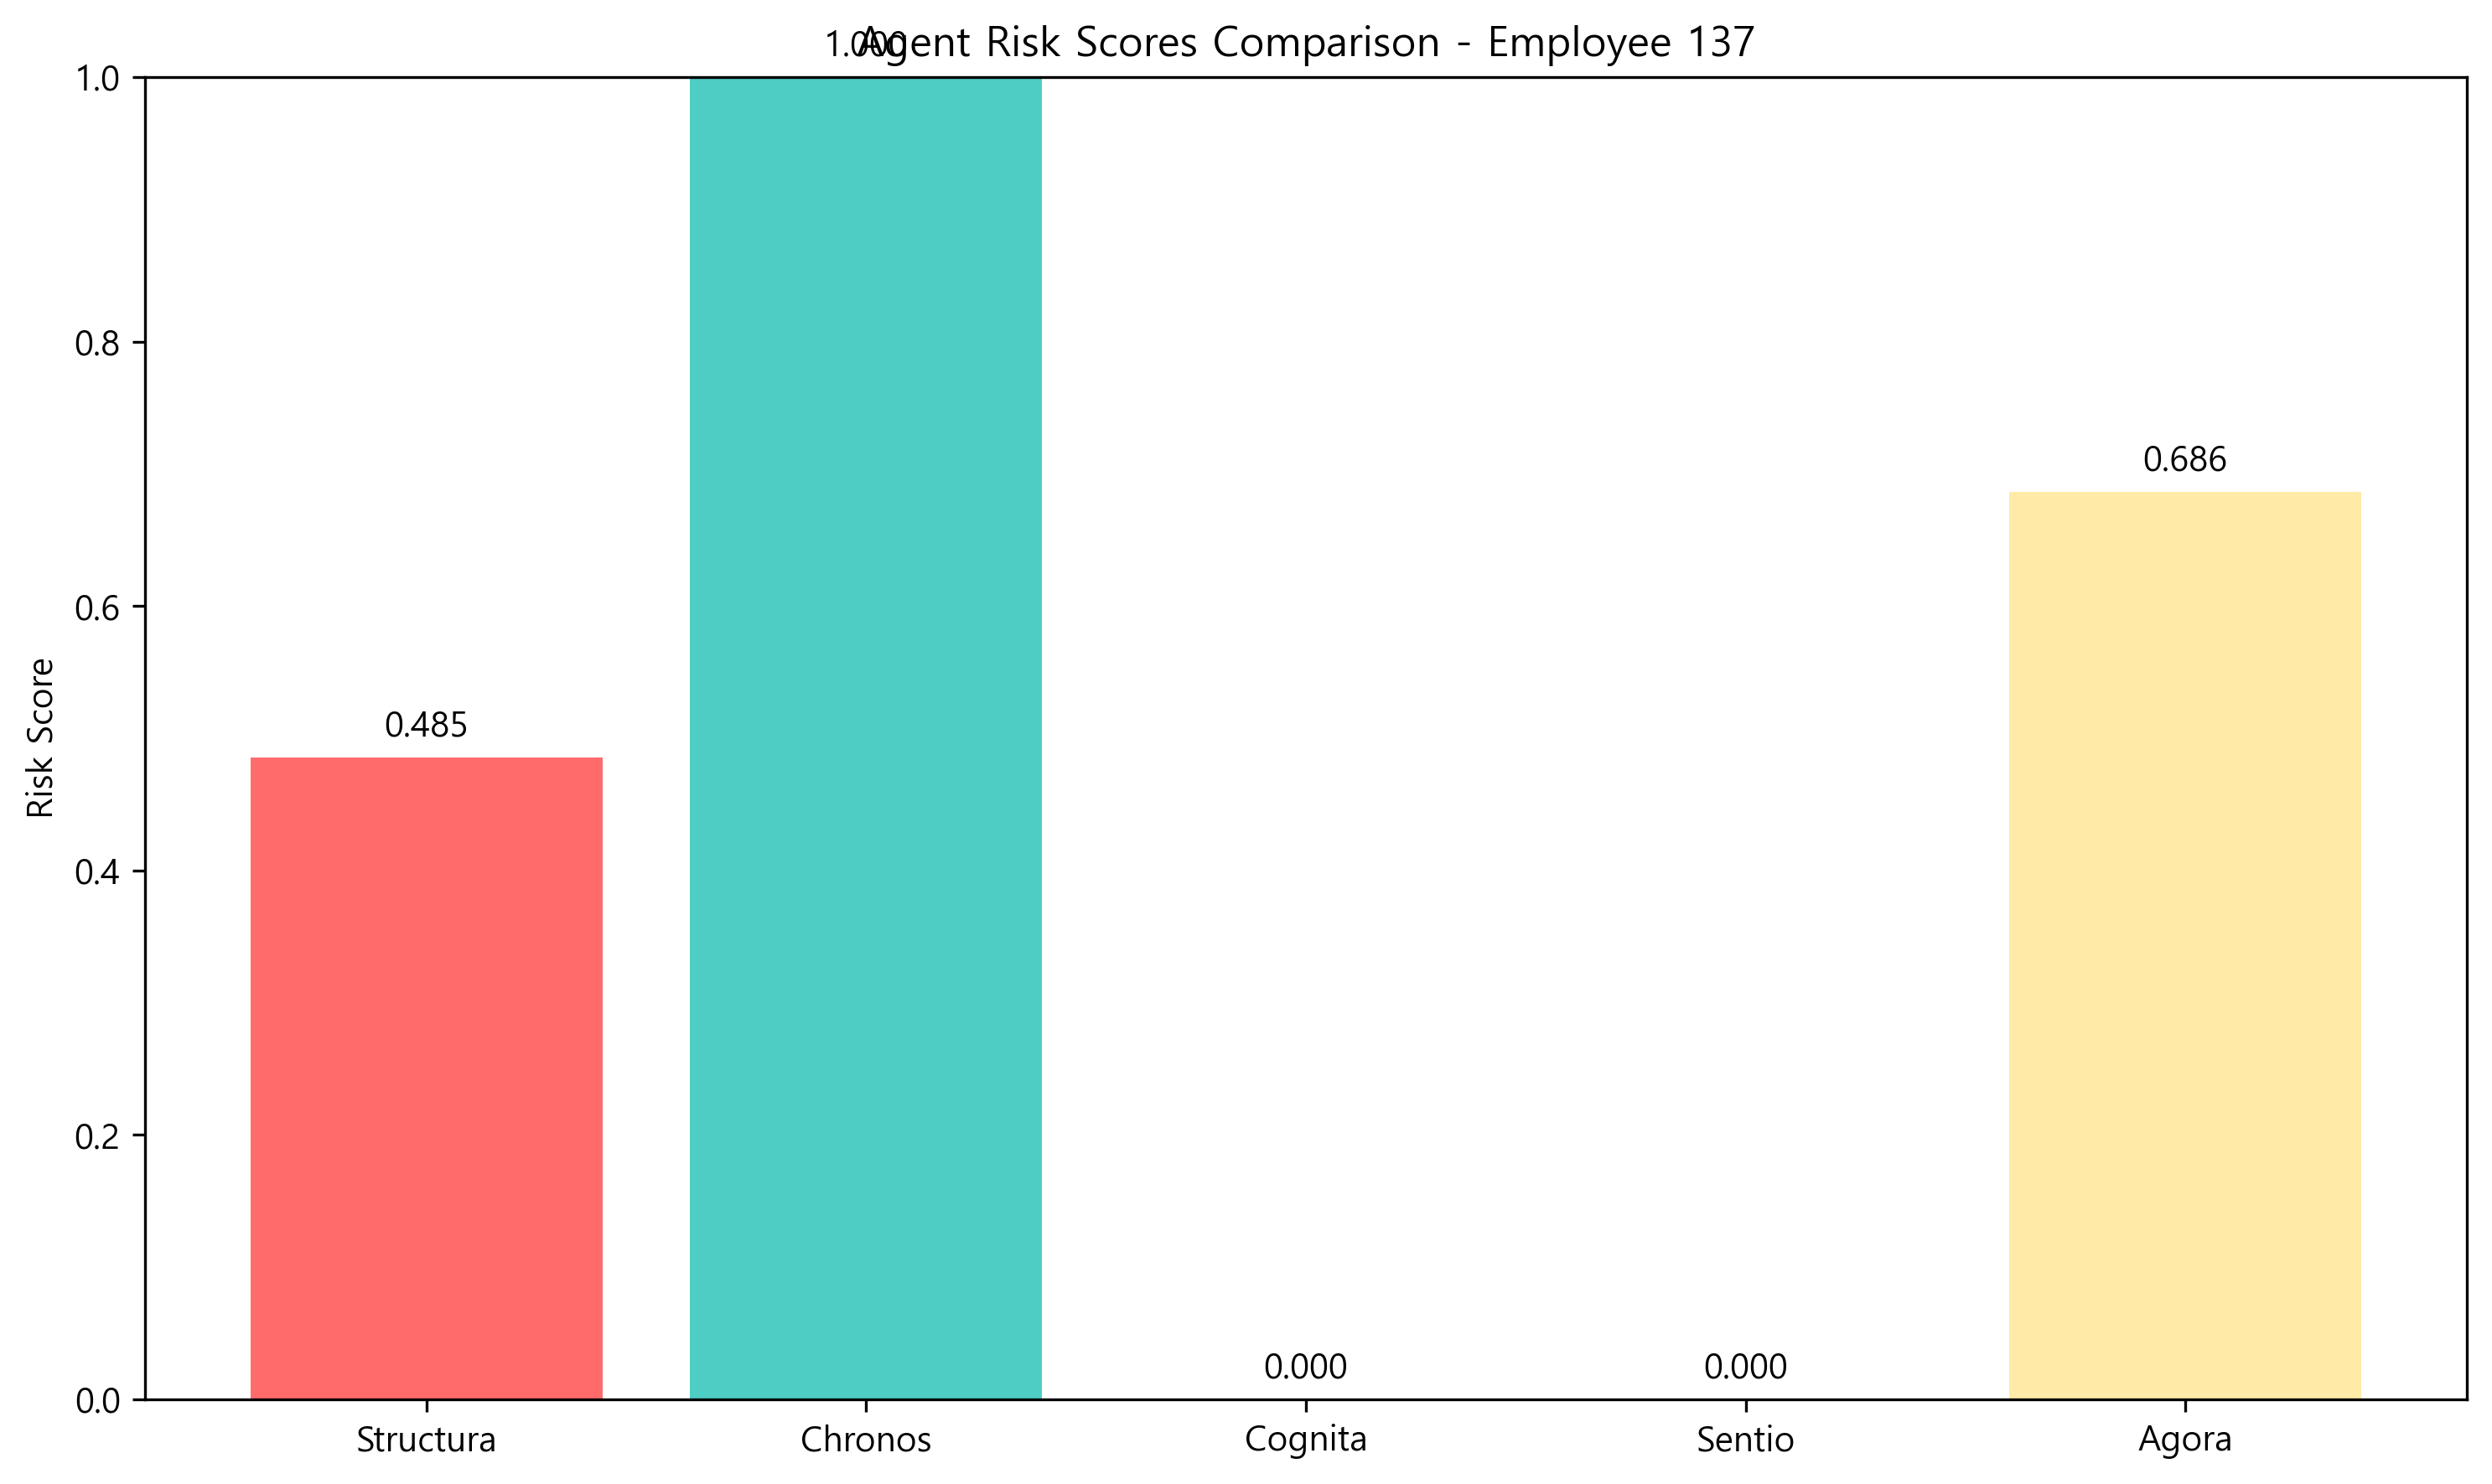 Agent Risk Scores Comparison - Employee 137
1.000
1.0
0.8
0.6
0.4
0.2
0.0
Risk Score
0.485
0.000
0.000
0.686
Structura
Chronos
Cognita
Sentio
Agora